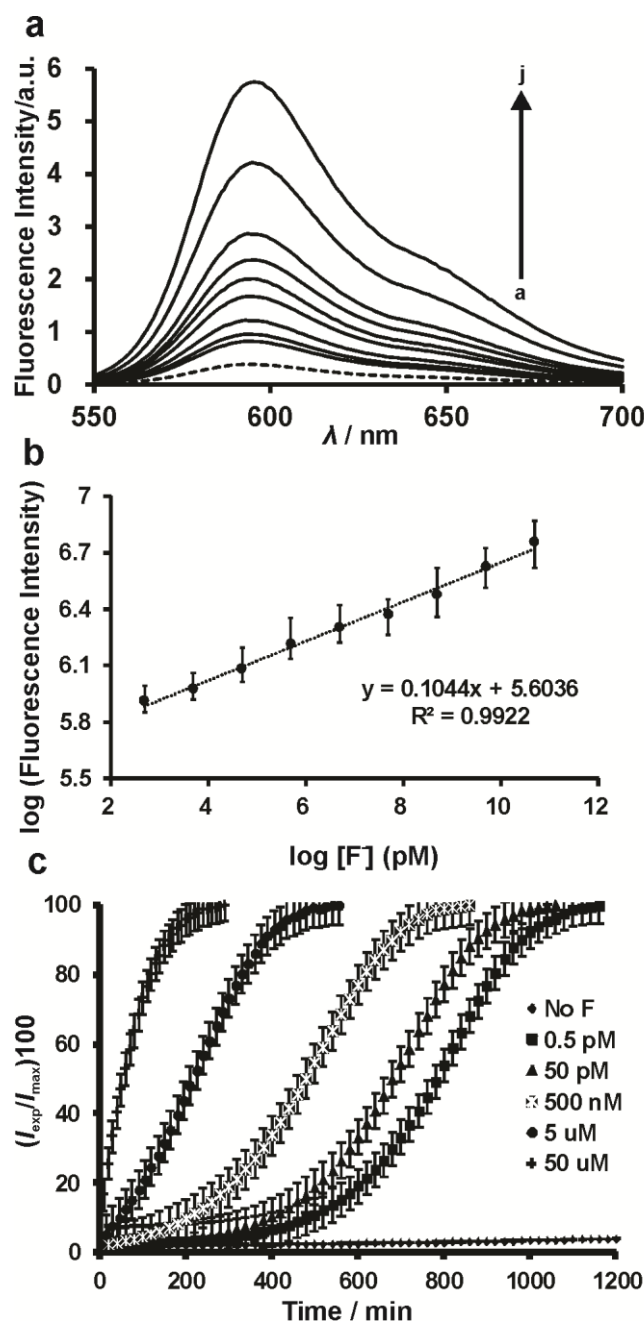 a
Fluorescence Intensity/a.u.
6
5
4
3
2
1
0
j
a
550 600 650 700
λ / nm
b
log (Fluorescence Intensity)
7
6.7
6.4
6.1
5.8
5.5
y = 0.1044x + 5.6036
R² = 0.9922
2 4 6 8 10 12
log [F⁻] (pM)
c
(I_exp/I_max)100
100
80
60
40
20
0
No F
0.5 pM
50 pM
500 nM
5 uM
50 uM
0 200 400 600 800 1000 1200
Time / min